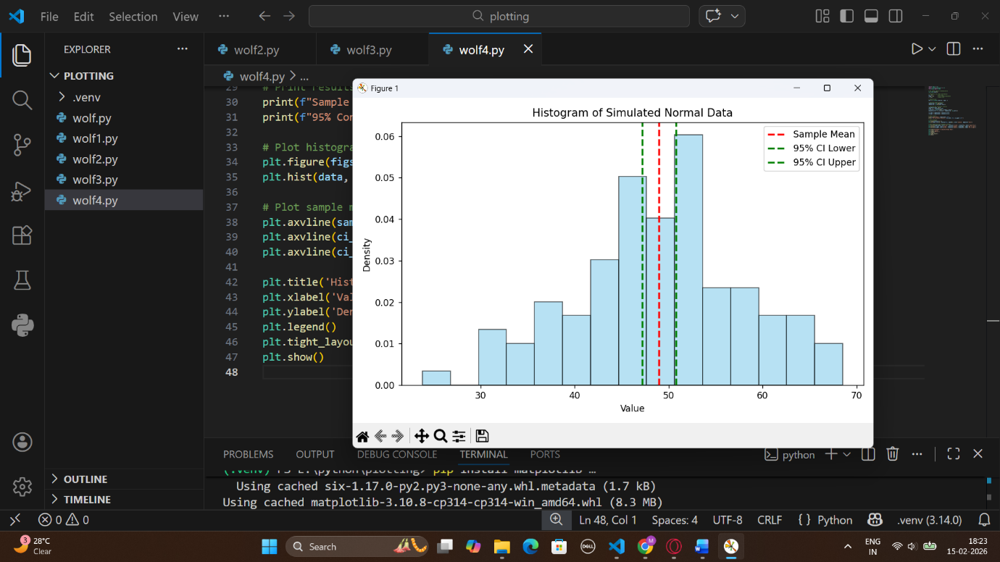 File Edit Selection View ··· plotting
EXPLORER ···
PLOTTING
.venv
wolf.py
wolf1.py
wolf2.py
wolf3.py
wolf4.py
OUTLINE
TIMELINE
wolf2.py wolf3.py wolf4.py
wolf4.py > ...
29 # Print results
30 print(f"Sample
31 print(f"95% Con
32
33 # Plot histogra
34 plt.figure(figs
35 plt.hist(data,
36
37 # Plot sample m
38 plt.axvline(sam
39 plt.axvline(ci_
40 plt.axvline(ci_
41
42 plt.title('Hist
43 plt.xlabel('Val
44 plt.ylabel('Den
45 plt.legend()
46 plt.tight_layou
47 plt.show()
48
Figure 1
Histogram of Simulated Normal Data
Sample Mean
95% CI Lower
95% CI Upper
0.06
0.05
0.04
0.03
0.02
0.01
0.00
Density
30 40 50 60 70
Value
PROBLEMS OUTPUT DEBUG CONSOLE TERMINAL PORTS python
(.venv) PS E:\python\plotting> pip install matplotlib …
Using cached six-1.17.0-py2.py3-none-any.whl.metadata (1.7 kB)
Using cached matplotlib-3.10.8-cp314-cp314-win_amd64.whl (8.3 MB)
0 0 Ln 48, Col 1 Spaces: 4 UTF-8 CRLF {} Python .venv (3.14.0)
3 28°C
Clear
Search
DELL
M
W
ENG
IN
18:23
15-02-2026